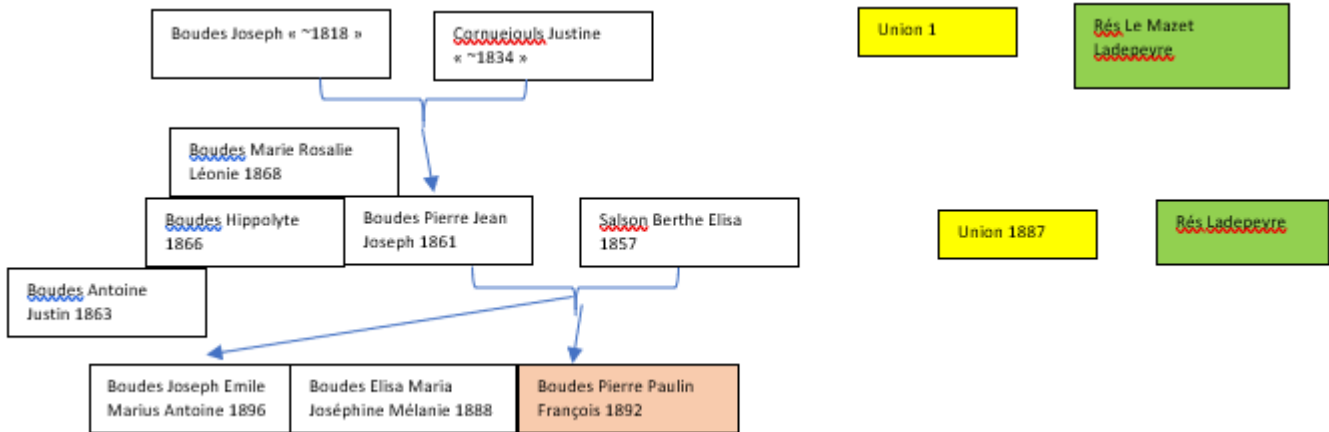 Boudes Joseph « ~1818 »
Cornuejouls Justine
« ~1834 »
Union 1
Rés Le Mazet
Ladepeyre
Boudes Marie Rosalie
Léonie 1868
Boudes Hippolyte
1866
Boudes Pierre Jean
Joseph 1861
Salson Berthe Elisa
1857
Union 1887
Rés Ladepeyre
Boudes Antoine
Justin 1863
Boudes Joseph Emile
Marius Antoine 1896
Boudes Elisa Maria
Joséphine Mélanie 1888
Boudes Pierre Paulin
François 1892